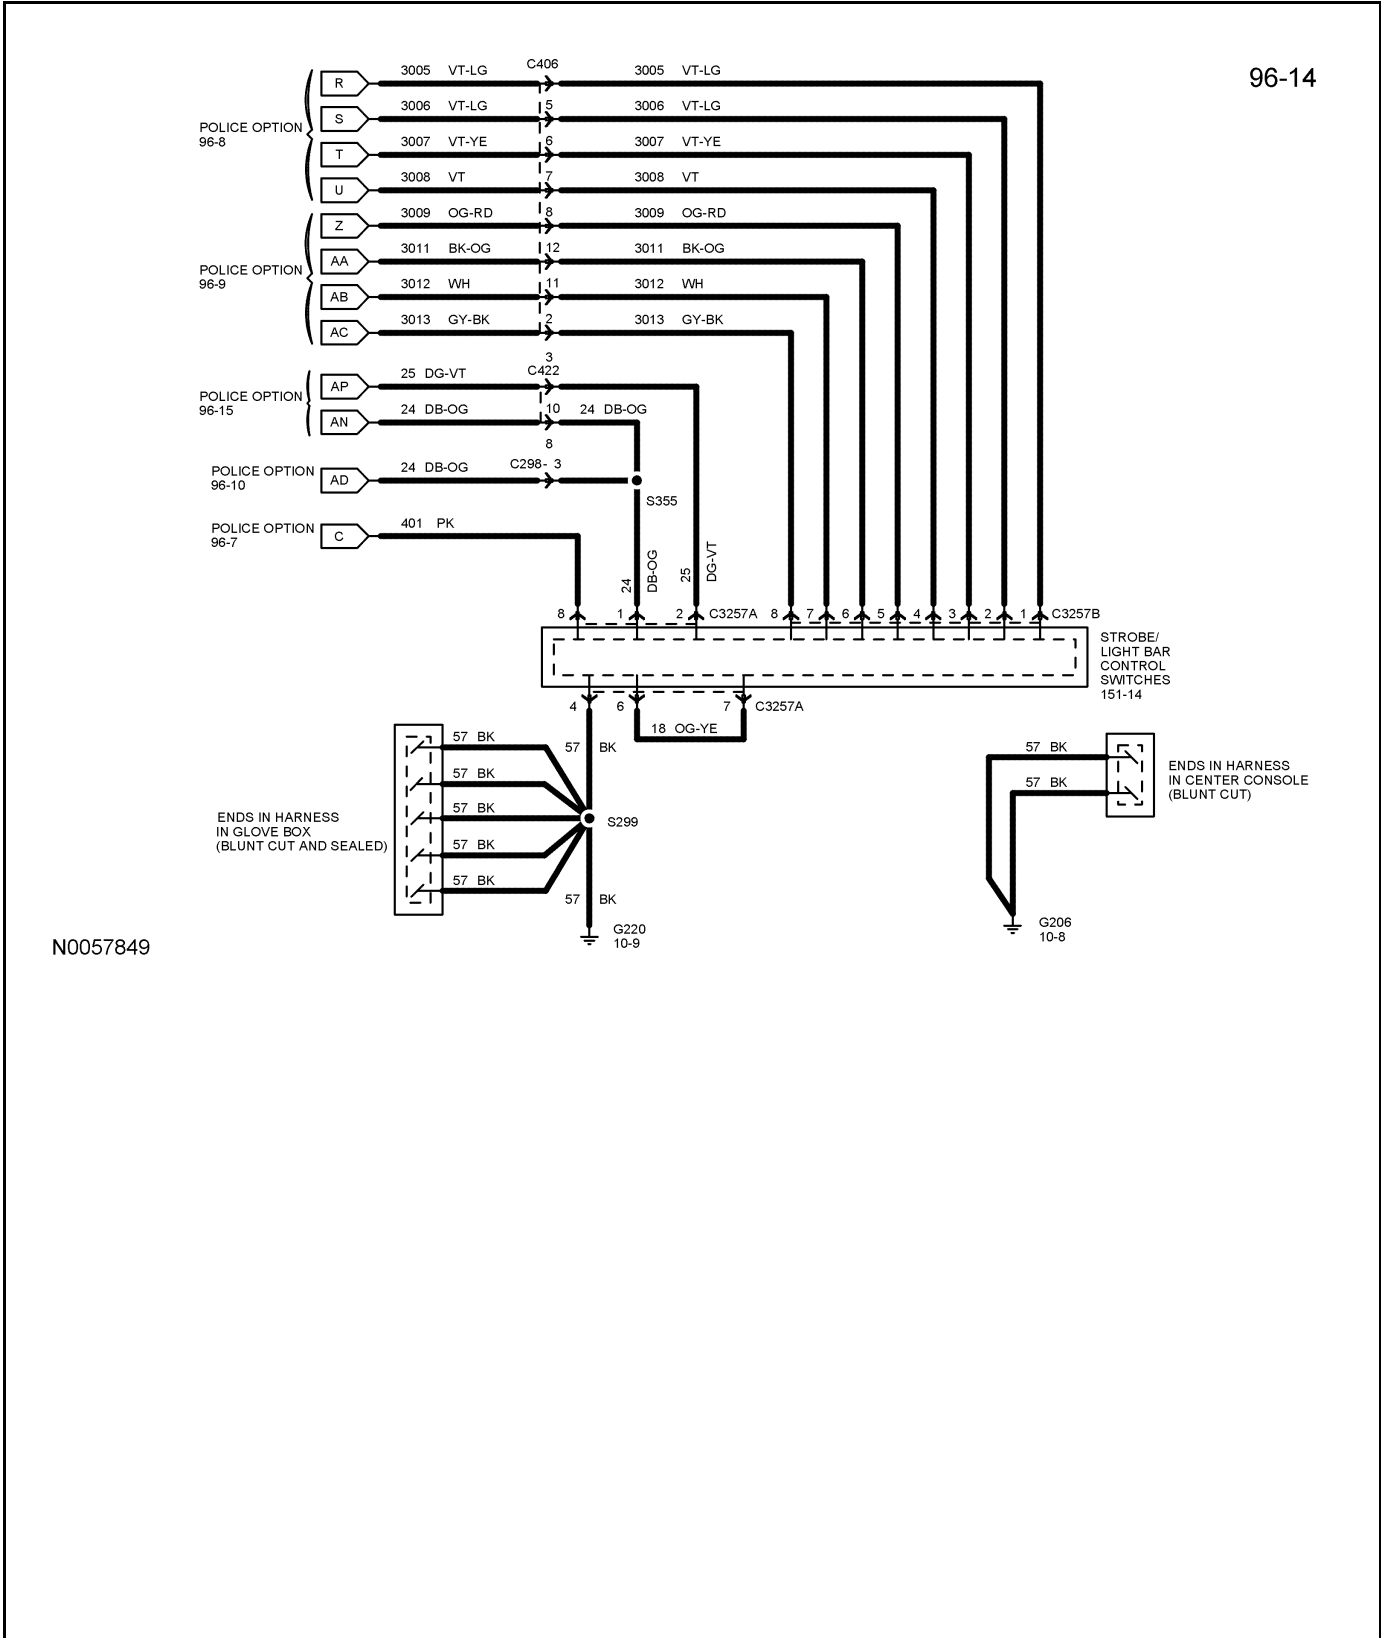 96-14
C406
R 3005 VT-LG 3005 VT-LG
5
S 3006 VT-LG 3006 VT-LG
POLICE OPTION
96-8
6
T 3007 VT-YE 3007 VT-YE
7
U 3008 VT 3008 VT
8
Z 3009 OG-RD 3009 OG-RD
12
AA 3011 BK-OG 3011 BK-OG
POLICE OPTION
96-9
11
AB 3012 WH 3012 WH
2
AC 3013 GY-BK 3013 GY-BK
3
C422
AP 25 DG-VT
POLICE OPTION
96-15
10
AN 24 DB-OG 24 DB-OG
8
POLICE OPTION
96-10
AD 24 DB-OG C298- 3
S355
POLICE OPTION
96-7
C 401 PK
24 DB-OG
25 DG-VT
8 1 2 C3257A 8 7 6 5 4 3 2 1 C3257B
STROBE/
LIGHT BAR
CONTROL
SWITCHES
151-14
4 6 7 C3257A
18 OG-YE
57 BK
57 BK
57 BK
57 BK
57 BK
57 BK
S299
57 BK
ENDS IN HARNESS
IN GLOVE BOX
(BLUNT CUT AND SEALED)
G220
10-9
57 BK
57 BK
ENDS IN HARNESS
IN CENTER CONSOLE
(BLUNT CUT)
G206
10-8
N0057849